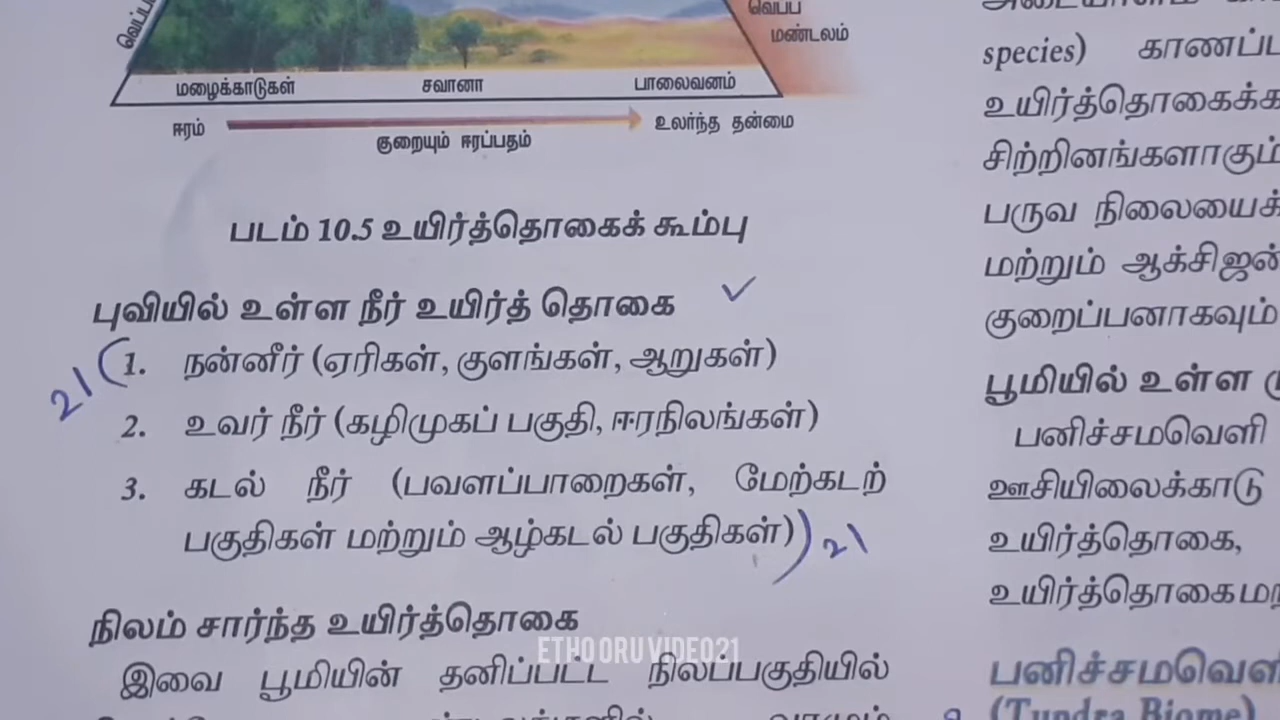 வெப்ப
மண்டலம்
மழைக்காடுகள் சவானா பாலைவனம்
ஈரம் குறையும் ஈரப்பதம் உலர்ந்த தன்மை
படம் 10.5 உயிர்த்தொகைக் கூம்பு
புவியில் உள்ள நீர் உயிர்த் தொகை
21 ( 1. நன்னீர் (ஏரிகள், குளங்கள், ஆறுகள்)
2. உவர் நீர் (கழிமுகப் பகுதி, ஈரநிலங்கள்)
3. கடல் நீர் (பவளப்பாறைகள், மேற்கடற்
பகுதிகள் மற்றும் ஆழ்கடல் பகுதிகள்) ) 21
நிலம் சார்ந்த உயிர்த்தொகை
இவை பூமியின் தனிப்பட்ட நிலப்பகுதியில்
வாழும்
species) காணப்ப
உயிர்த்தொகைக்க
சிற்றினங்களாகும்
பருவ நிலையைக்
மற்றும் ஆக்சிஜன்
குறைப்பனாகவும்
பூமியில் உள்ள
பனிச்சமவெளி
ஊசியிலைக்காடு
உயிர்த்தொகை,
உயிர்த்தொகை
பனிச்சமவெளி
(Tundra Biome)
ETHO ORU VIDEO21